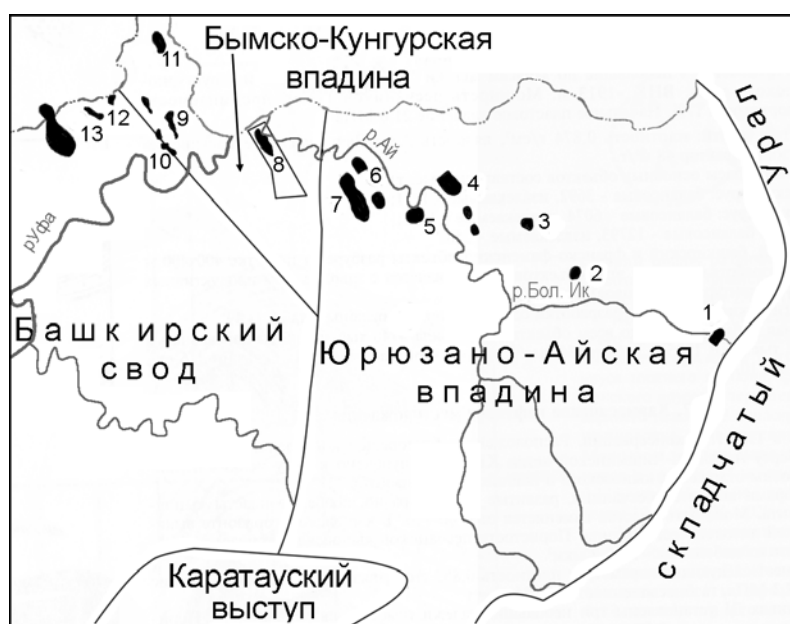 Бымско-Кунгурская
впадина
11
12
13
9
10
8
р.Ай
6
7
4
5
3
2
1
Урал
р.Уфа
р.Бол. Ик
Башкирский
свод
Юрюзано-Айская
впадина
складчатый
Каратауский
выступ